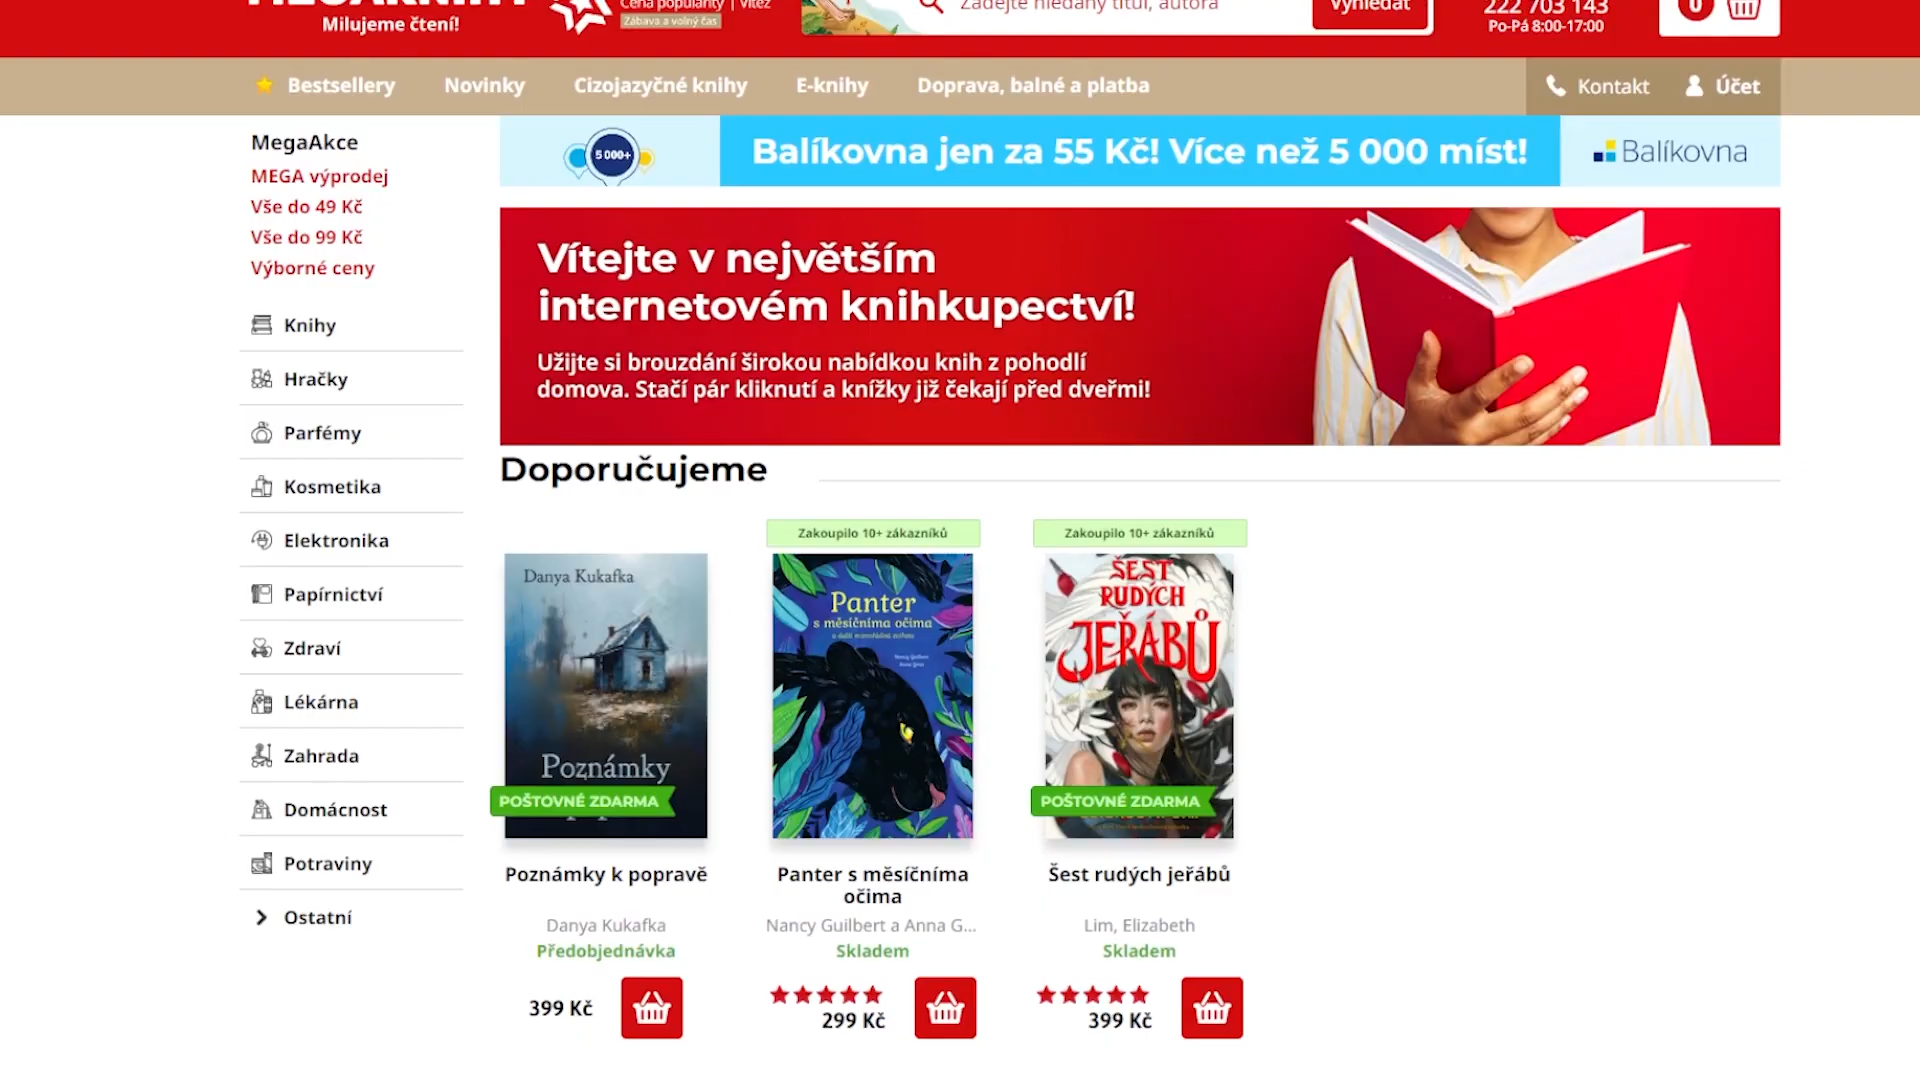 MEGAKNIHY
Milujeme čtení!
Cena popularity | Vítěz
Zábava a volný čas
Zadejte hledaný titul, autora
Vyhledat
222 703 143
Po-Pá 8:00-17:00
0
Bestsellery
Novinky
Cizojazyčné knihy
E-knihy
Doprava, balné a platba
Kontakt
Účet
MegaAkce
MEGA výprodej
Vše do 49 Kč
Vše do 99 Kč
Výborné ceny
Knihy
Hračky
Parfémy
Kosmetika
Elektronika
Papírnictví
Zdraví
Lékárna
Zahrada
Domácnost
Potraviny
Ostatní
5 000+
Balíkovna jen za 55 Kč! Více než 5 000 míst!
Balíkovna
Vítejte v největším
internetovém knihkupectví!
Užijte si brouzdání širokou nabídkou knih z pohodlí
domova. Stačí pár kliknutí a knížky již čekají před dveřmi!
Doporučujeme
Danya Kukafka
Poznámky
POŠTOVNÉ ZDARMA
Poznámky k popravě
Danya Kukafka
Předobjednávka
399 Kč
Zakoupilo 10+ zákazníků
Panter
s měsíčníma očima
Poznámky k popravě
Panter s měsíčníma
očima
Nancy Guilbert a Anna G...
Skladem
299 Kč
Zakoupilo 10+ zákazníků
ŠEST
RUDÝCH
JEŘÁBŮ
POŠTOVNÉ ZDARMA
Šest rudých jeřábů
Lim, Elizabeth
Skladem
399 Kč